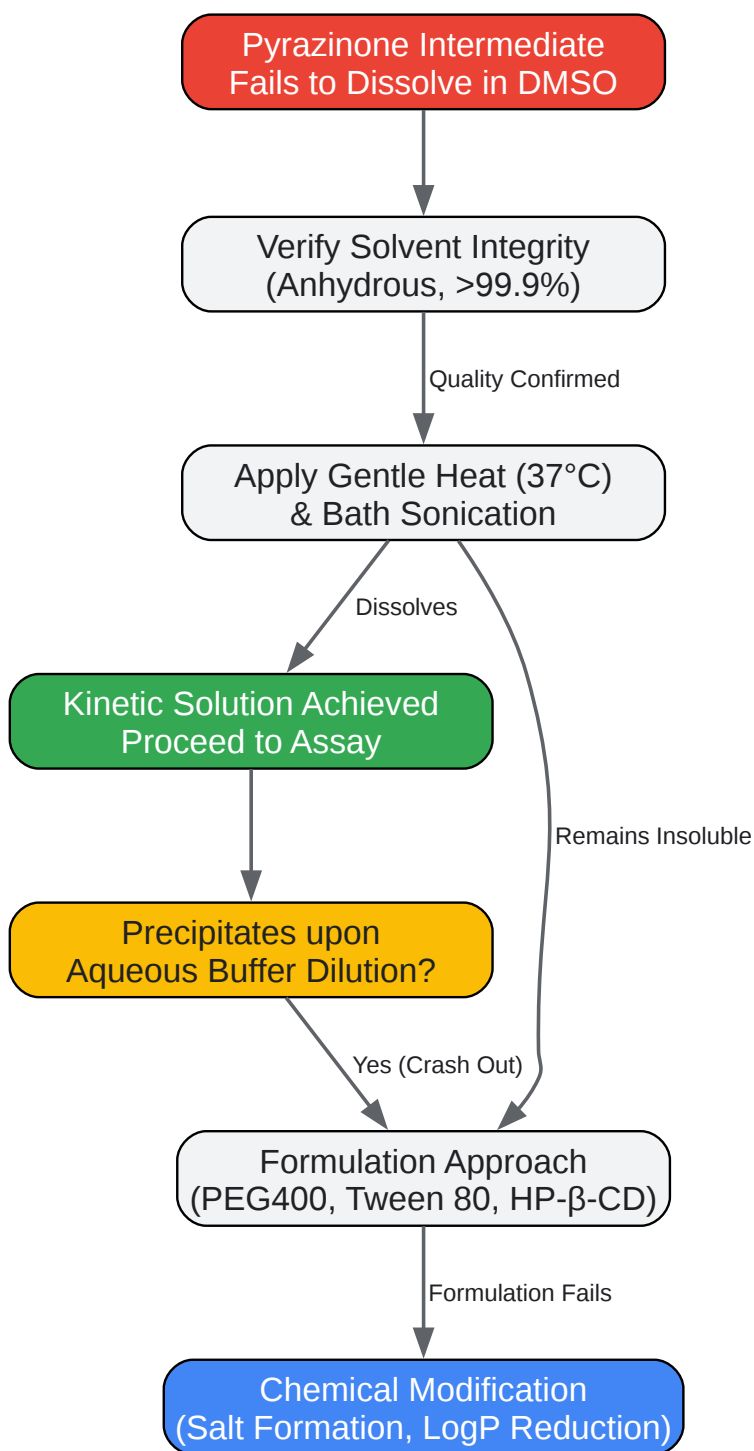 Pyrazinone Intermediate
Fails to Dissolve in DMSO
Verify Solvent Integrity
(Anhydrous, >99.9%)
Quality Confirmed
Apply Gentle Heat (37°C)
& Bath Sonication
Dissolves
Kinetic Solution Achieved
Proceed to Assay
Remains Insoluble
Precipitates upon
Aqueous Buffer Dilution?
Yes (Crash Out)
Formulation Approach
(PEG400, Tween 80, HP-β-CD)
Formulation Fails
Chemical Modification
(Salt Formation, LogP Reduction)